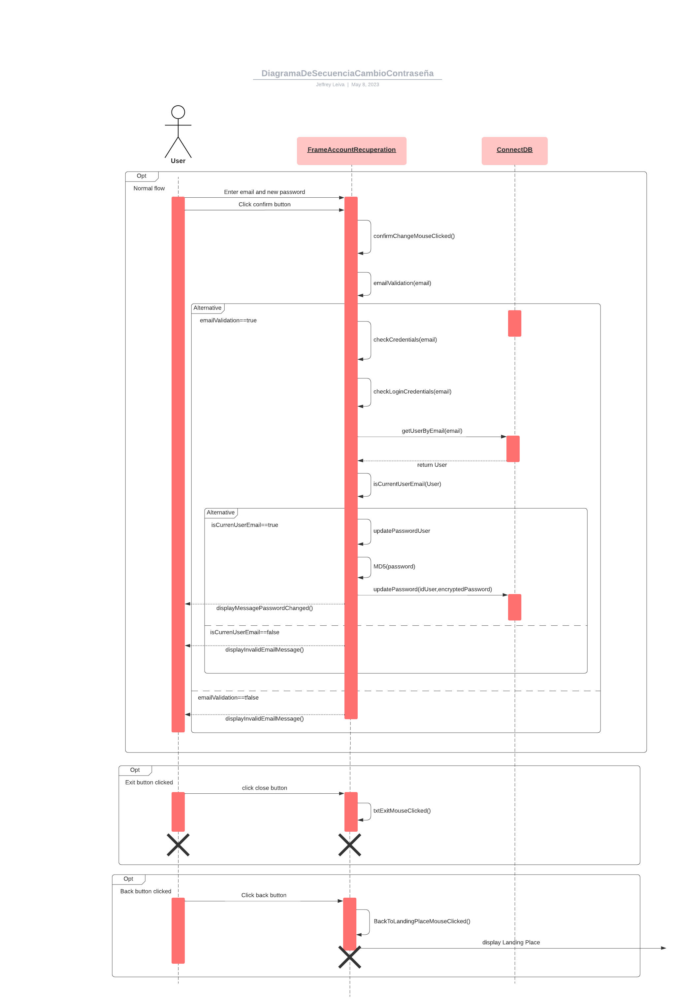 DiagramaDeSecuenciaCambioContraseña
Jeffrey Leiva | May 8, 2023
User
FrameAccountRecuperation
ConnectDB
Opt
Normal flow
Enter email and new password
Click confirm button
confirmChangeMouseClicked()
emailValidation(email)
Alternative
emailValidation==true
checkCredentials(email)
checkLoginCredentials(email)
getUserByEmail(email)
return User
isCurrentUserEmail(User)
Alternative
isCurrenUserEmail==true
updatePasswordUser
MD5(password)
updatePassword(idUser,encryptedPassword)
displayMessagePasswordChanged()
isCurrenUserEmail==false
displayInvalidEmailMessage()
emailValidation==tfalse
displayInvalidEmailMessage()
Opt
Exit button clicked
click close button
txtExitMouseClicked()
Opt
Back button clicked
Click back button
BackToLandingPlaceMouseClicked()
display Landing Place